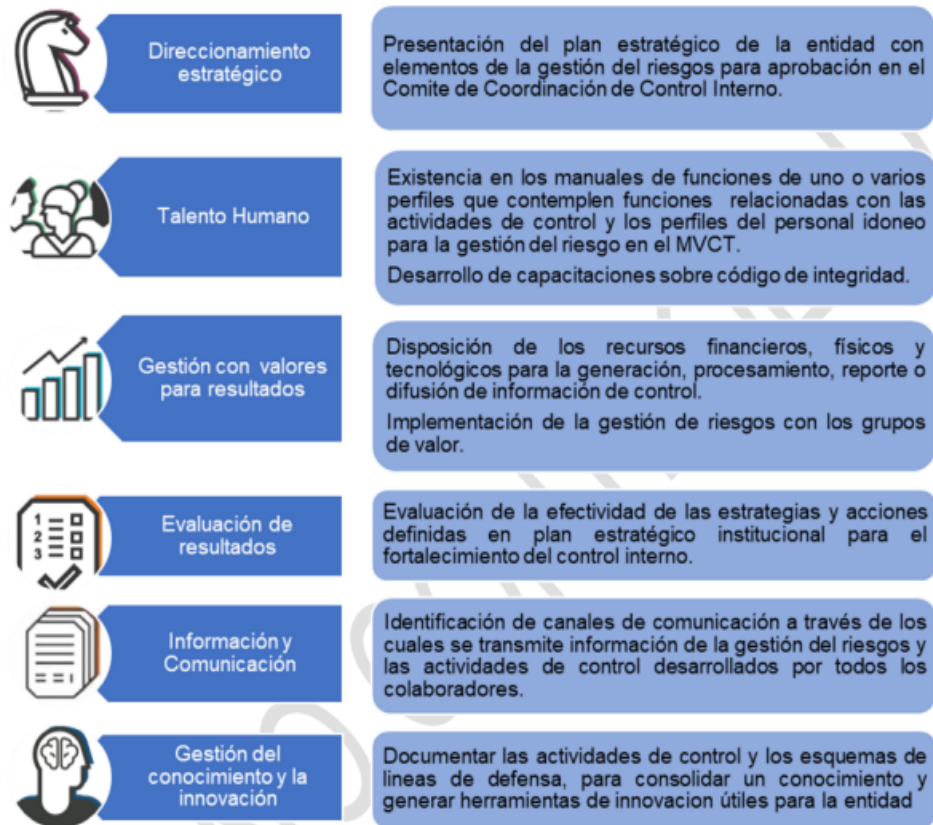 Direccionamiento
estratégico
Presentación del plan estratégico de la entidad con
elementos de la gestión del riesgos para aprobación en el
Comite de Coordinación de Control Interno.
Talento Humano
Existencia en los manuales de funciones de uno o varios
perfiles que contemplen funciones relacionadas con las
actividades de control y los perfiles del personal idoneo
para la gestión del riesgo en el MVCT.
Desarrollo de capacitaciones sobre código de integridad.
Gestión con valores
para resultados
Disposición de los recursos financieros, físicos y
tecnológicos para la generación, procesamiento, reporte o
difusión de información de control.
Implementación de la gestión de riesgos con los grupos
de valor.
1
2
3
Evaluación de
resultados
Evaluación de la efectividad de las estrategias y acciones
definidas en plan estratégico institucional para el
fortalecimiento del control interno.
Información y
Comunicación
Identificación de canales de comunicación a través de los
cuales se transmite información de la gestión del riesgos y
las actividades de control desarrollados por todos los
colaboradores.
Gestión del
conocimiento y la
innovación
Documentar las actividades de control y los esquemas de
lineas de defensa, para consolidar un conocimiento y
generar herramientas de innovacion útiles para la entidad